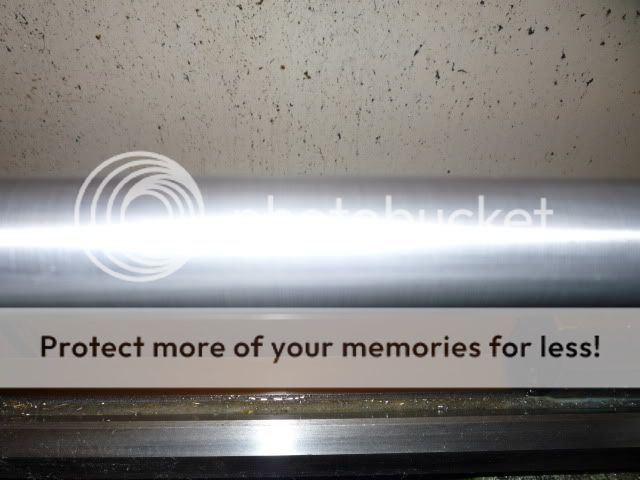 photobucket
Protect more of your memories for less!